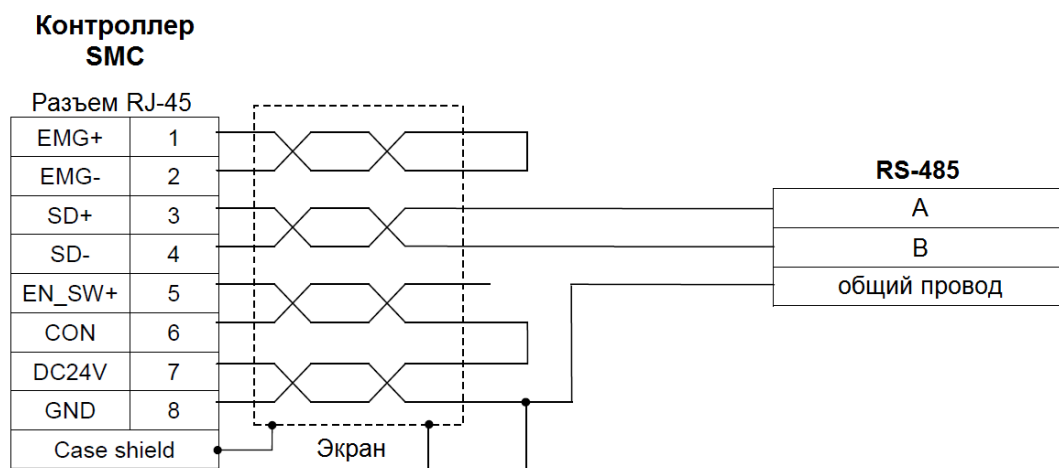 Контроллер
SMC
Разъем RJ-45
EMG+ 1
EMG- 2
SD+ 3
SD- 4
EN_SW+ 5
CON 6
DC24V 7
GND 8
Case shield
Экран
RS-485
A
B
общий провод